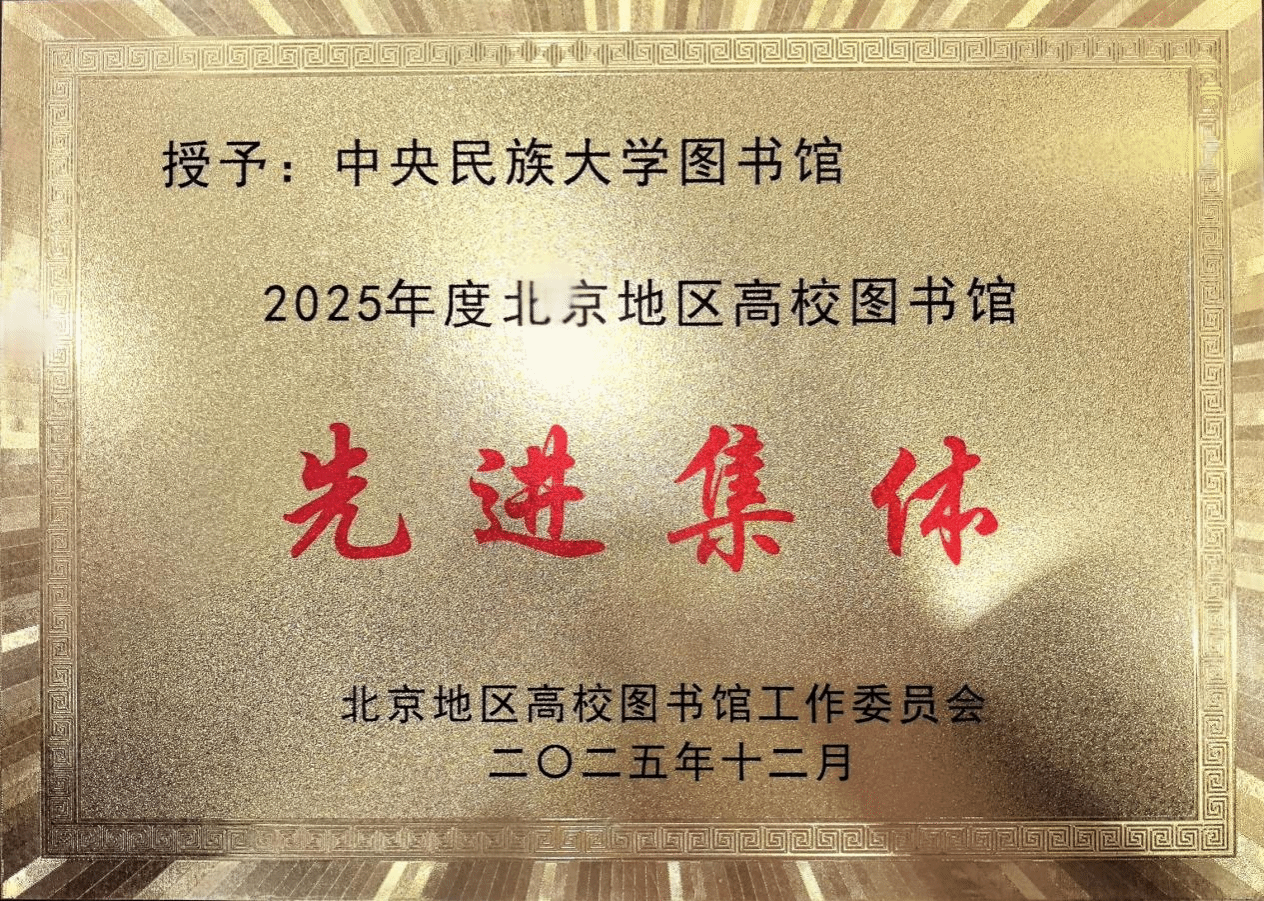 授予：中央民族大学图书馆
2025年度北京地区高校图书馆
先进集体
北京地区高校图书馆工作委员会
二〇二五年十二月